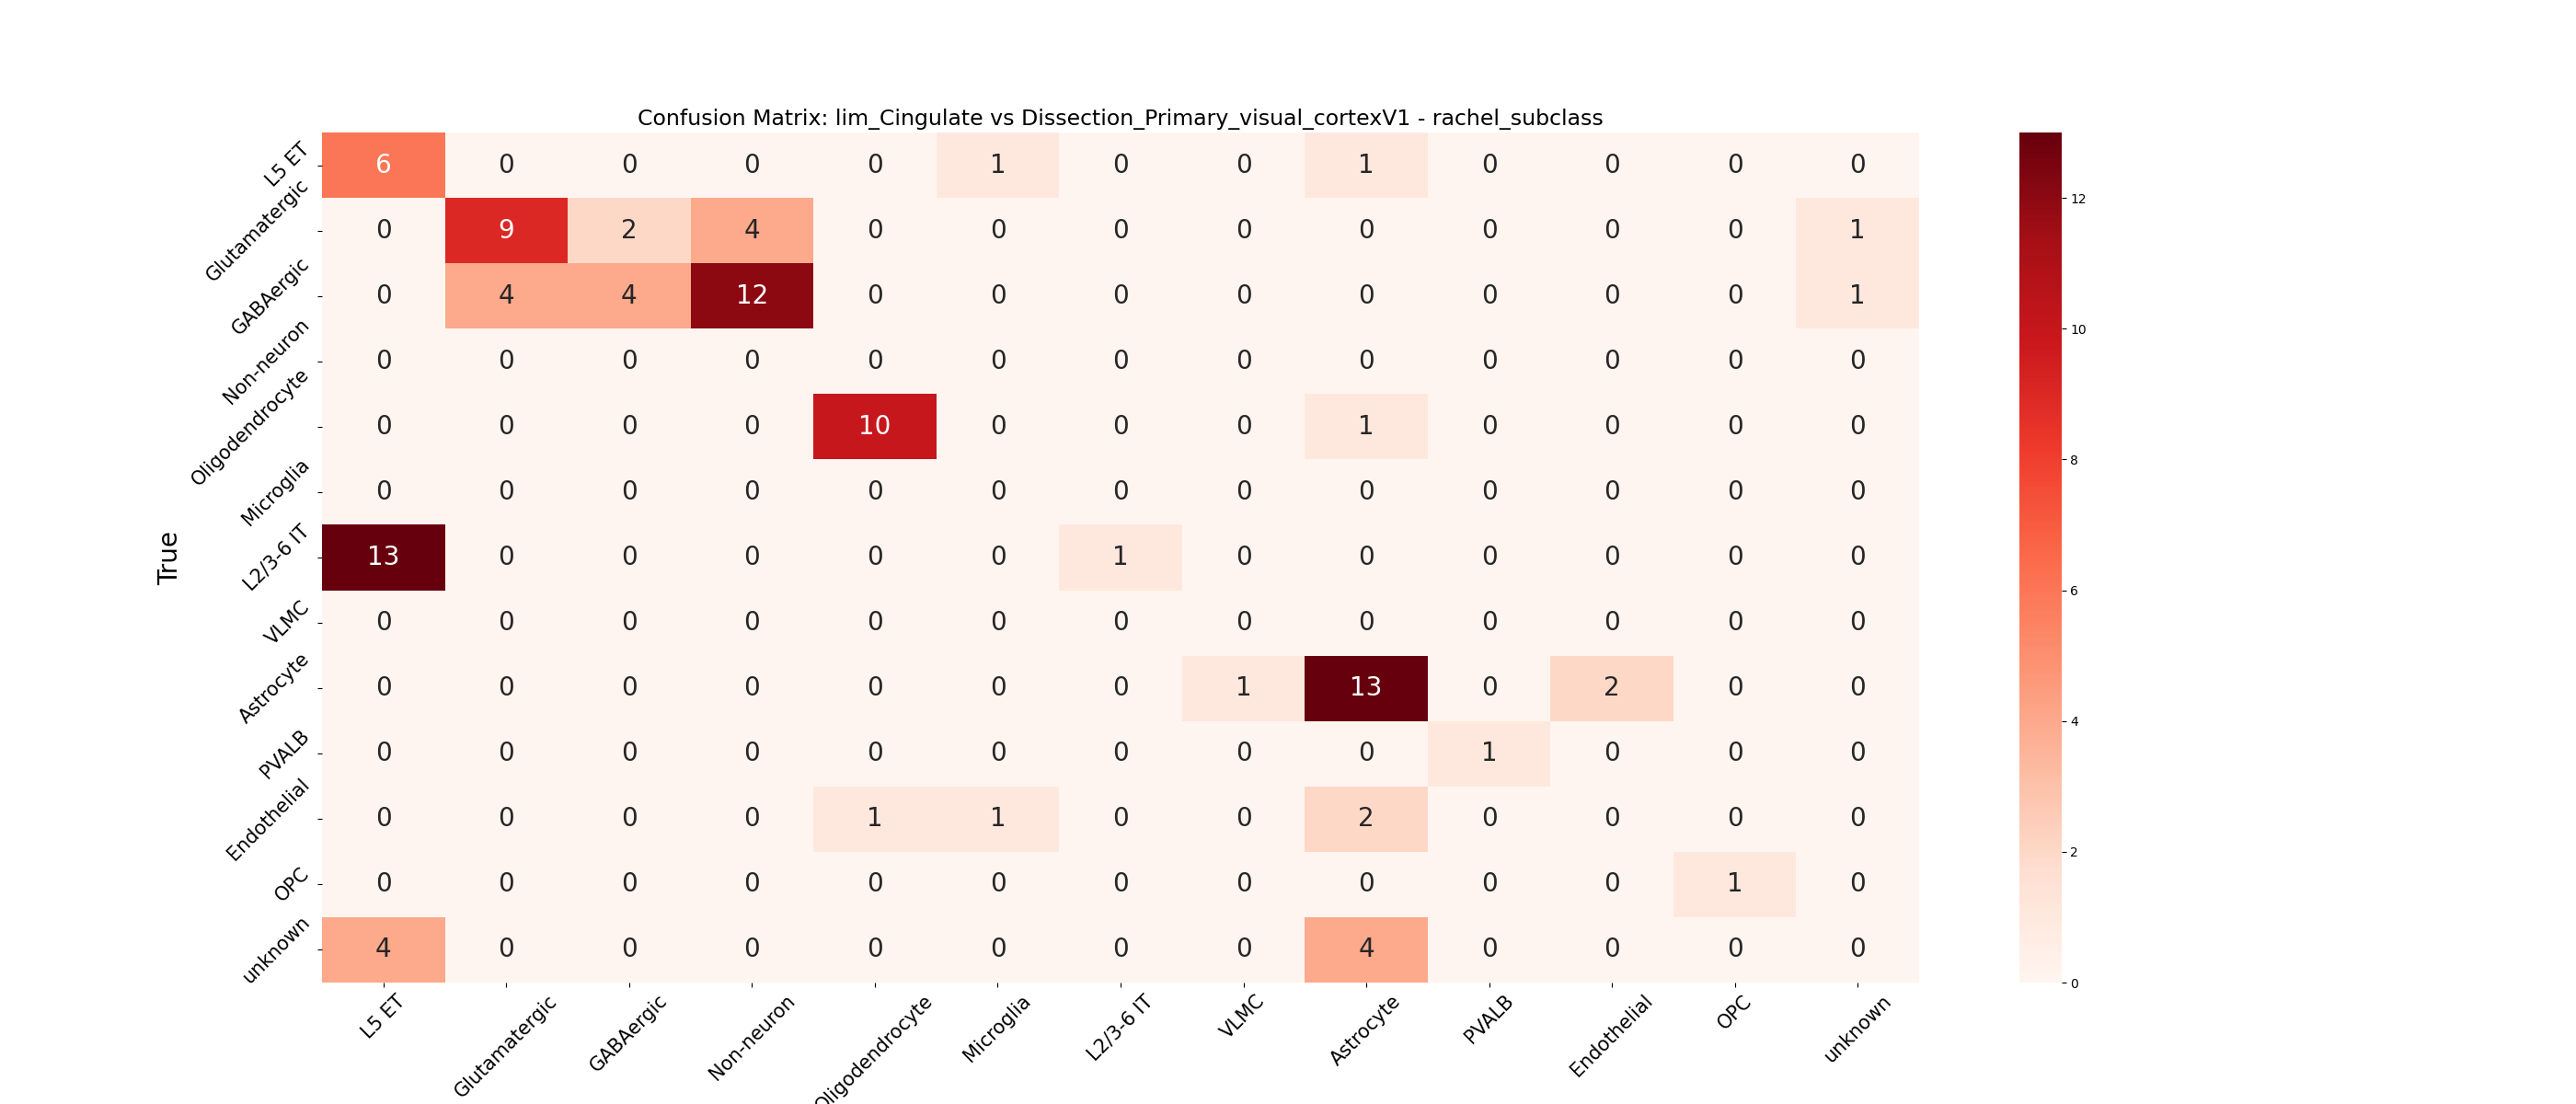 Confusion Matrix: lim_Cingulate vs Dissection_Primary_visual_cortexV1 - rachel_subclass
True
L5 ET 6 0 0 0 0 1 0 0 1 0 0 0 0
Glutamatergic 0 9 2 4 0 0 0 0 0 0 0 0 1
GABAergic 0 4 4 12 0 0 0 0 0 0 0 0 1
Non-neuron 0 0 0 0 0 0 0 0 0 0 0 0 0
Oligodendrocyte 0 0 0 0 10 0 0 0 1 0 0 0 0
Microglia 0 0 0 0 0 0 0 0 0 0 0 0 0
L2/3-6 IT 13 0 0 0 0 0 1 0 0 0 0 0 0
VLMC 0 0 0 0 0 0 0 0 0 0 0 0 0
Astrocyte 0 0 0 0 0 0 0 1 13 0 2 0 0
PVALB 0 0 0 0 0 0 0 0 0 1 0 0 0
Endothelial 0 0 0 0 1 1 0 0 2 0 0 0 0
OPC 0 0 0 0 0 0 0 0 0 0 0 1 0
unknown 4 0 0 0 0 0 0 0 4 0 0 0 0
L5 ET Glutamatergic GABAergic Non-neuron Oligodendrocyte Microglia L2/3-6 IT VLMC Astrocyte PVALB Endothelial OPC unknown
12
10
8
6
4
2
0